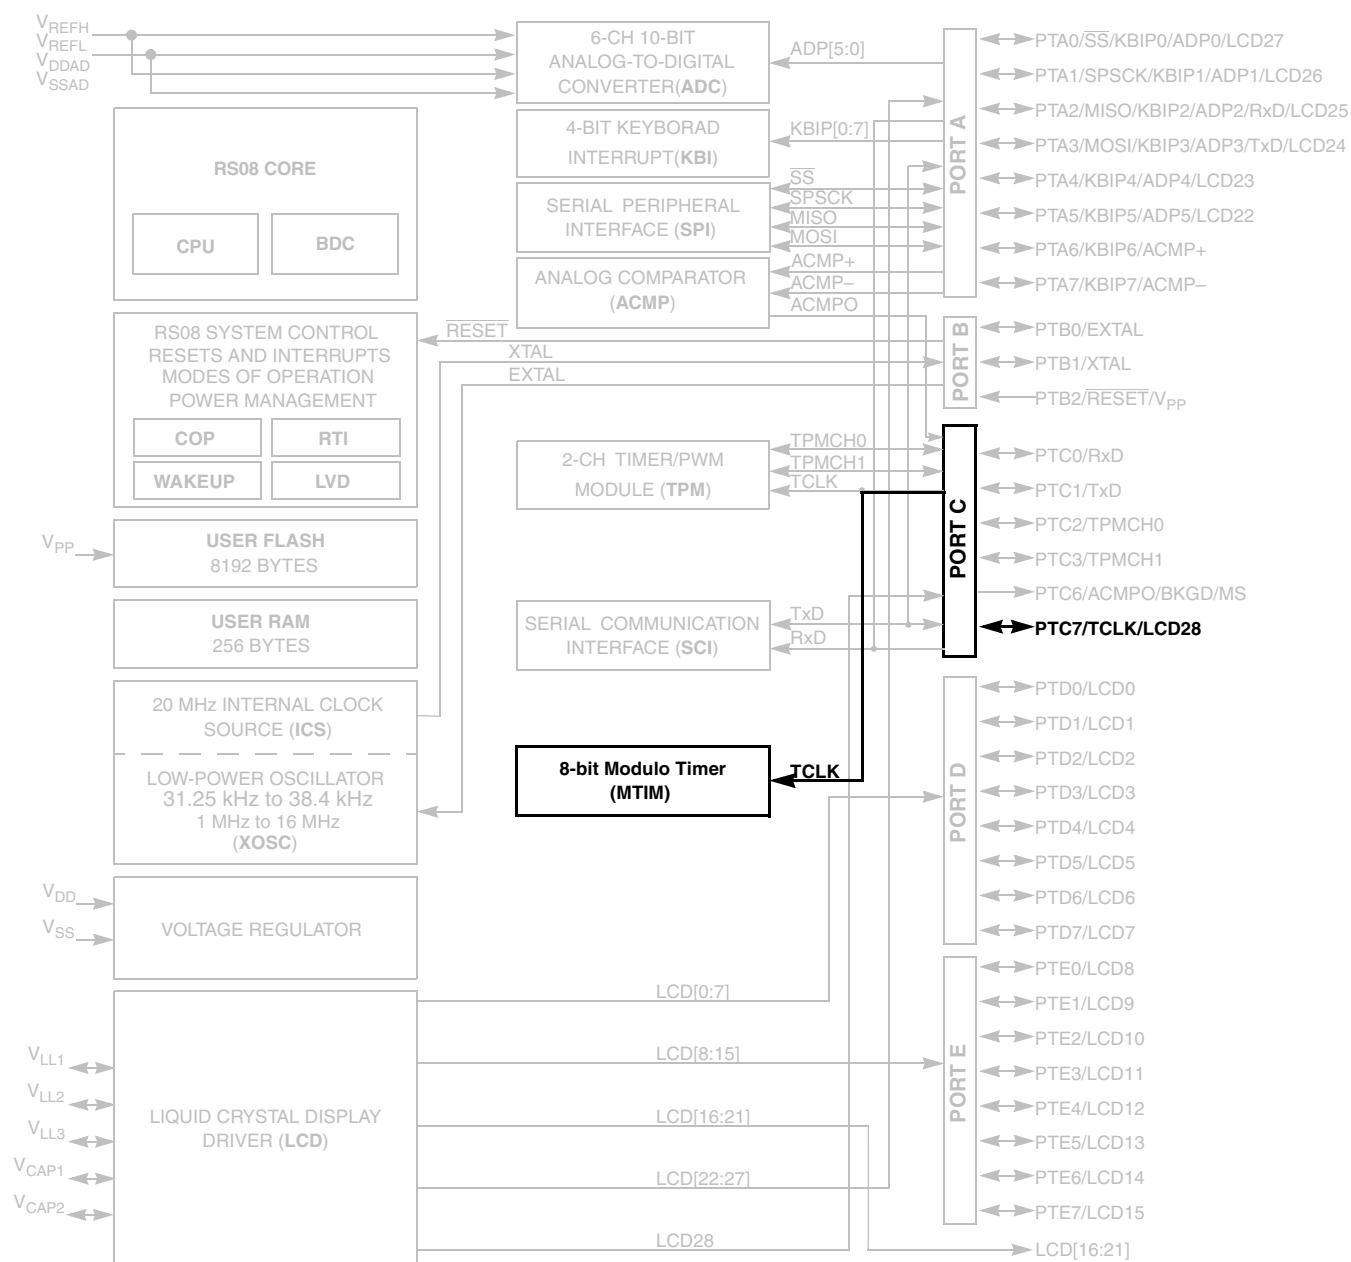 VREFH
VREFL
VDDAD
VSSAD
6-CH 10-BIT
ANALOG-TO-DIGITAL
CONVERTER(ADC)
ADP[5:0]
4-BIT KEYBORAD
INTERRUPT(KBI)
KBIP[0:7]
SERIAL PERIPHERAL
INTERFACE (SPI)
SS
SPSCK
MISO
MOSI
ANALOG COMPARATOR
(ACMP)
ACMP+
ACMP–
ACMPO
RS08 CORE
CPU
BDC
RS08 SYSTEM CONTROL
RESETS AND INTERRUPTS
MODES OF OPERATION
POWER MANAGEMENT
COP
RTI
WAKEUP
LVD
RESET
XTAL
EXTAL
2-CH TIMER/PWM
MODULE (TPM)
TPMCH0
TPMCH1
TCLK
VPP
USER FLASH
8192 BYTES
USER RAM
256 BYTES
SERIAL COMMUNICATION
INTERFACE (SCI)
TxD
RxD
20 MHz INTERNAL CLOCK
SOURCE (ICS)
LOW-POWER OSCILLATOR
31.25 kHz to 38.4 kHz
1 MHz to 16 MHz
(XOSC)
8-bit Modulo Timer
(MTIM)
TCLK
VDD
VSS
VOLTAGE REGULATOR
VLL1
VLL2
VLL3
VCAP1
VCAP2
LIQUID CRYSTAL DISPLAY
DRIVER (LCD)
LCD[0:7]
LCD[8:15]
LCD[16:21]
LCD[22:27]
LCD28
PORT A
PTA0/SS/KBIP0/ADP0/LCD27
PTA1/SPSCK/KBIP1/ADP1/LCD26
PTA2/MISO/KBIP2/ADP2/RxD/LCD25
PTA3/MOSI/KBIP3/ADP3/TxD/LCD24
PTA4/KBIP4/ADP4/LCD23
PTA5/KBIP5/ADP5/LCD22
PTA6/KBIP6/ACMP+
PTA7/KBIP7/ACMP–
PORT B
PTB0/EXTAL
PTB1/XTAL
PTB2/RESET/VPP
PORT C
PTC0/RxD
PTC1/TxD
PTC2/TPMCH0
PTC3/TPMCH1
PTC6/ACMPO/BKGD/MS
PTC7/TCLK/LCD28
PORT D
PTD0/LCD0
PTD1/LCD1
PTD2/LCD2
PTD3/LCD3
PTD4/LCD4
PTD5/LCD5
PTD6/LCD6
PTD7/LCD7
PORT E
PTE0/LCD8
PTE1/LCD9
PTE2/LCD10
PTE3/LCD11
PTE4/LCD12
PTE5/LCD13
PTE6/LCD14
PTE7/LCD15
LCD[16:21]